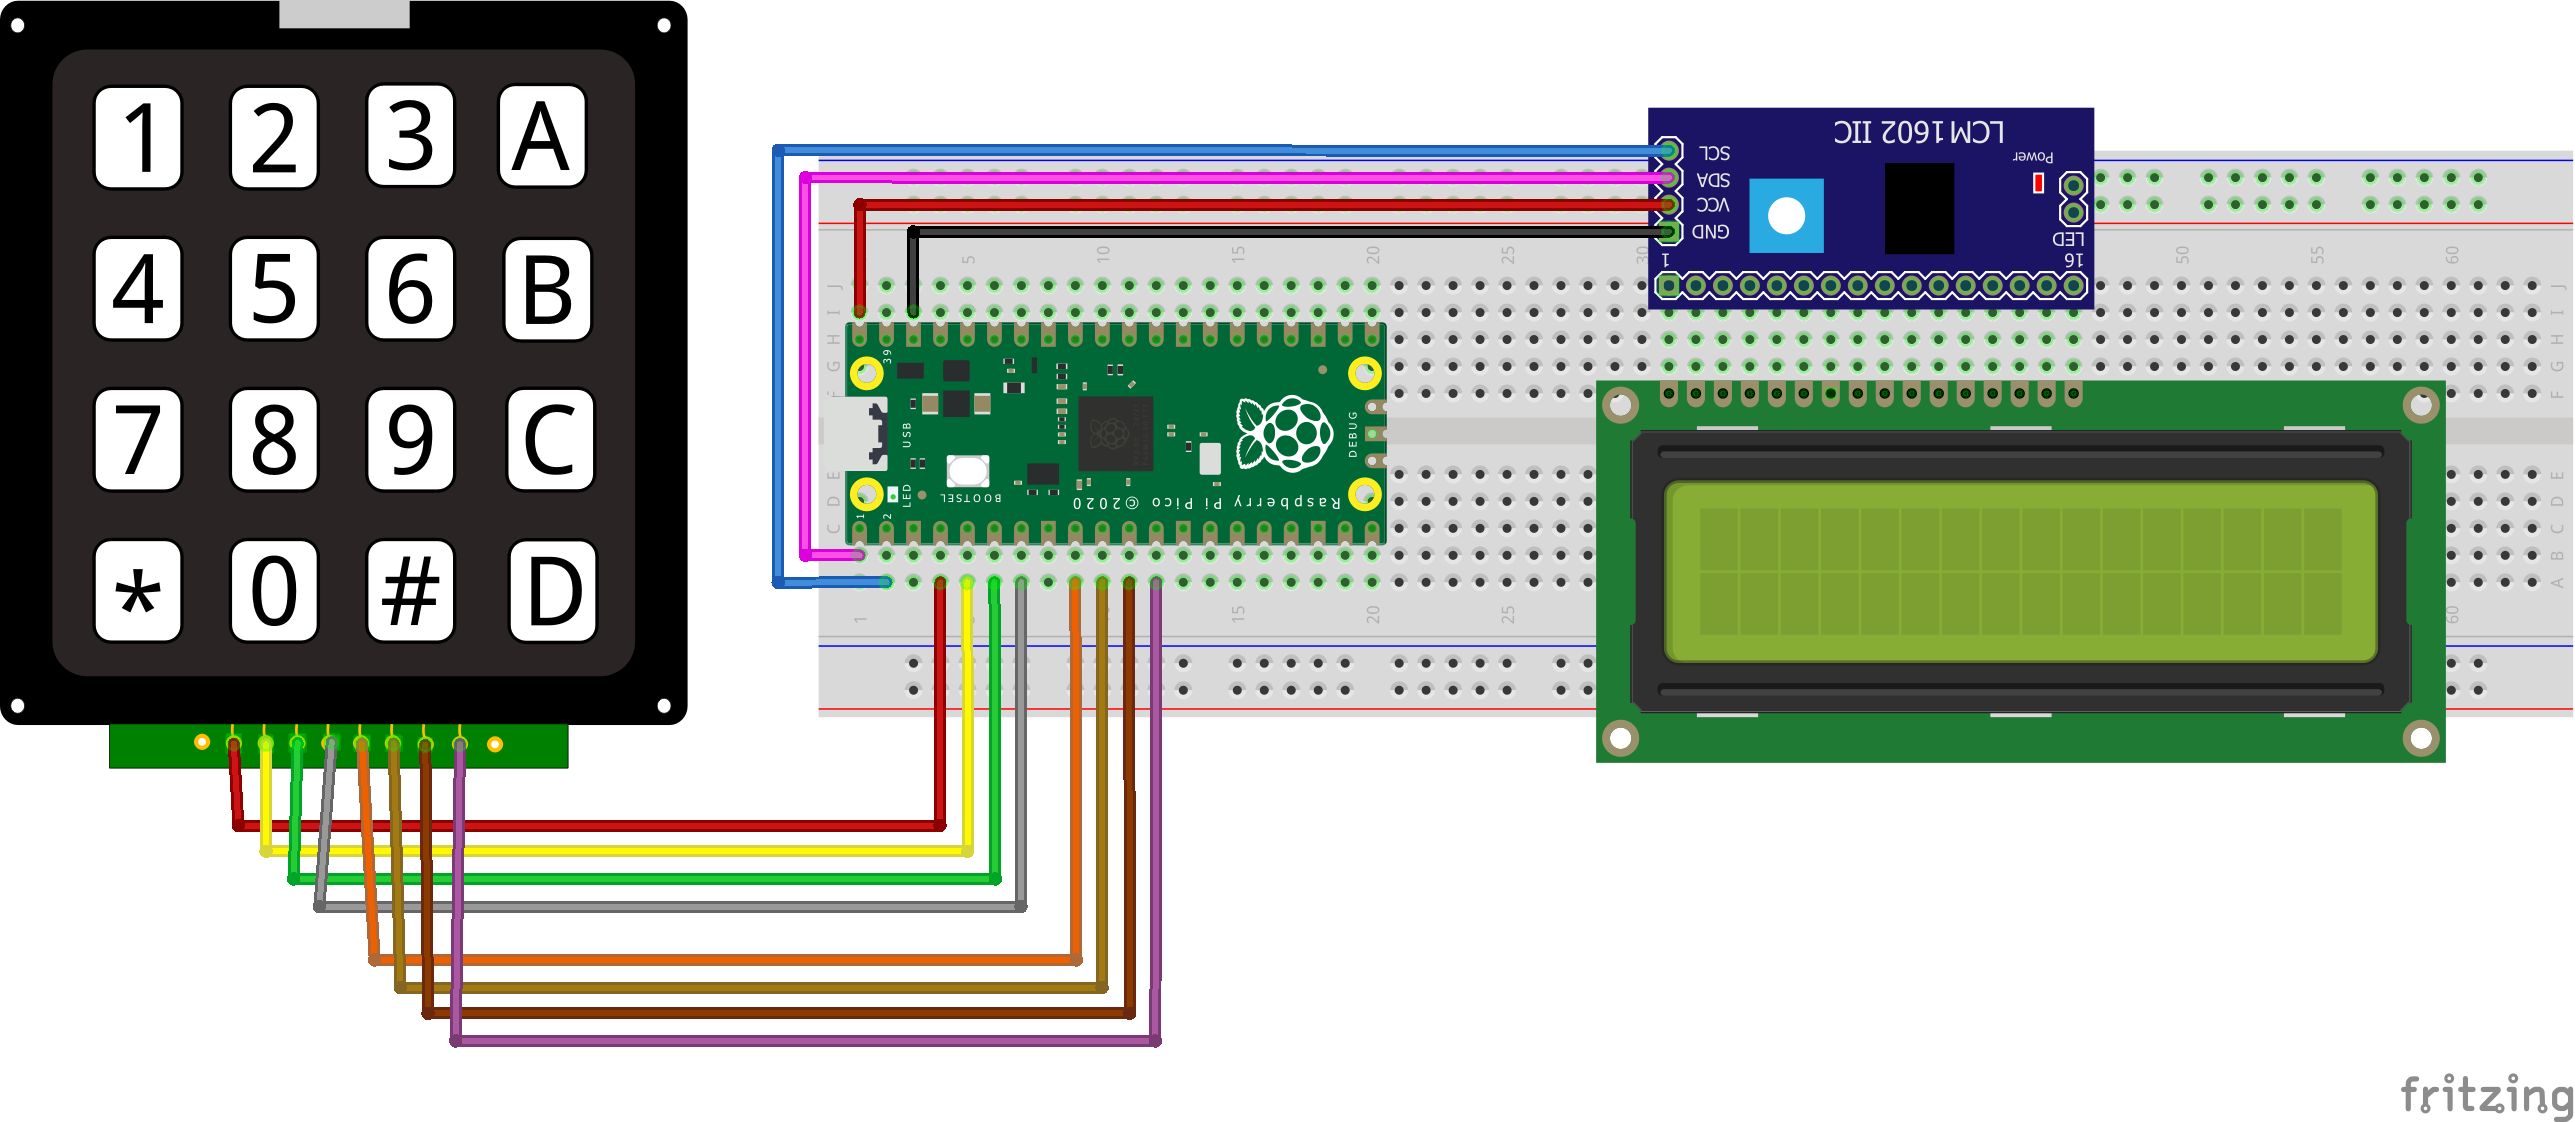 1 2 3 A
4 5 6 B
7 8 9 C
* 0 # D
LCM1602 IIC
SCL
SDA
VCC
GND
Power
LED
1
16
5 10 15 20 25 30 50 55 60
J
I
H
G
F
E
D
C
B
A
J
I
H
G
E
D
C
39
USB
DEBUG
LED
BOOTSEL
1
2
Raspberry Pi Pico ©2020
1 15 20 25 60
fritzing